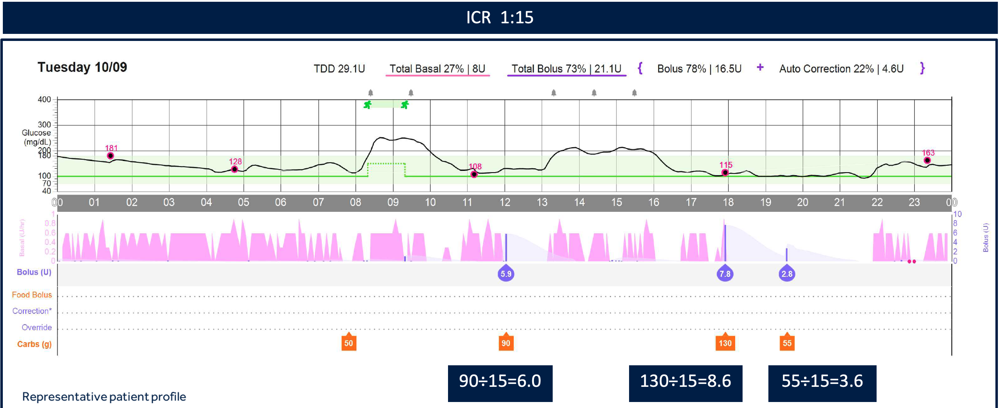 ICR 1:15
Tuesday 10/09
TDD 29.1U
Total Basal 27% | 8U
Total Bolus 73% | 21.1U
{ Bolus 78% | 16.5U + Auto Correction 22% | 4.6U }
400
300
Glucose
(mg/dL)
200
180
100
70
40
181
128
108
115
163
00 01 02 03 04 05 06 07 08 09 10 11 12 13 14 15 16 17 18 19 20 21 22 23 00
Basal (U/hr)
1
0.8
0.6
0.4
0.2
0
10
8
6
4
2
0
Bolus (U)
Bolus (U)
5.9 7.8 2.8
Food Bolus
Correction*
Override
Carbs (g)
50 90 130 55
90÷15=6.0
130÷15=8.6
55÷15=3.6
Representative patient profile